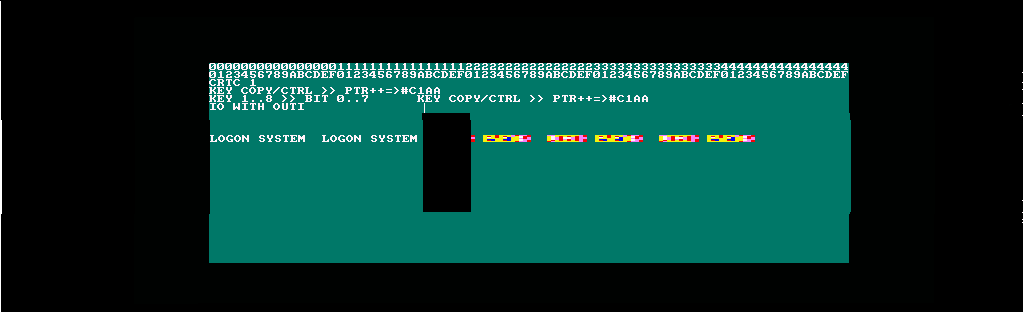 00000000000000001111111111111111222222222222222233333333333333334444444444444444
0123456789ABCDEF0123456789ABCDEF0123456789ABCDEF0123456789ABCDEF0123456789ABCDEF
CRTC 1
KEY COPY/CTRL >> PTR++=>#C1AA
KEY 1..8 >> BIT 0..7      KEY COPY/CTRL >> PTR++=>#C1AA
IO WITH OUTI
LOGON SYSTEM  LOGON SYSTEM